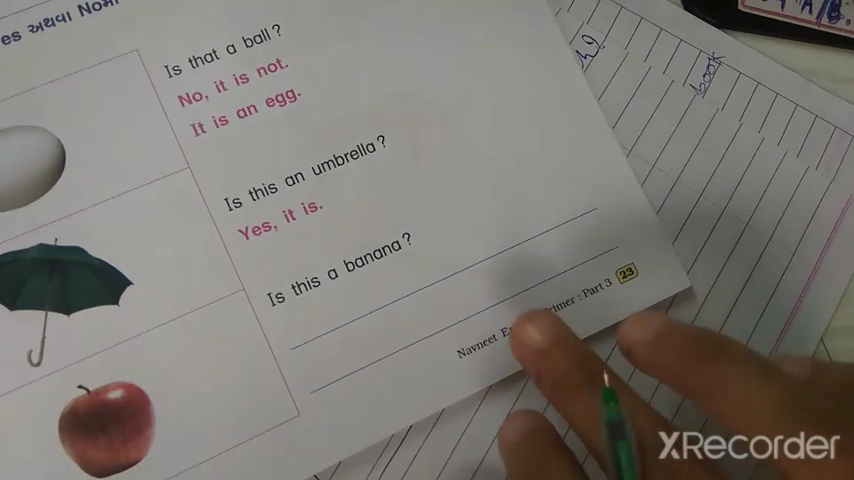 es અથવા No
Is that a ball?
No, it is not.
It is an egg.
Is this an umbrella?
Yes, it is.
Is this a banana?
Navneet Primer : Part 3 23
book
XRecorder